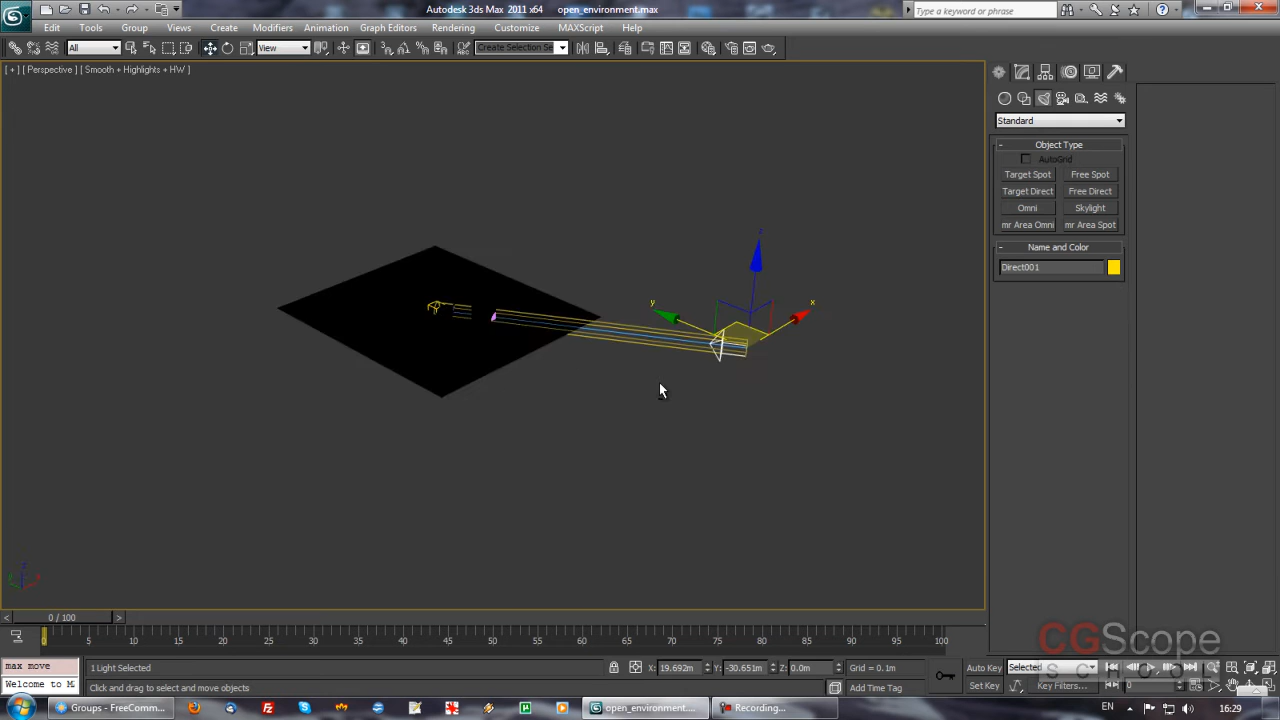 Autodesk 3ds Max 2011 x64 open_environment.max
Type a keyword or phrase
Edit Tools Group Views Create Modifiers Animation Graph Editors Rendering Customize MAXScript Help
All View Create Selection Se
[ + ] [ Perspective ] [ Smooth + Highlights + HW ]
Standard
- Object Type
AutoGrid
Target Spot Free Spot
Target Direct Free Direct
Omni Skylight
mr Area Omni mr Area Spot
- Name and Color
Direct001
z
y x
z
< 0 / 100 >
0 5 10 15 20 25 30 35 40 45 50 55 60 65 70 75 80 85 90 95 100
CGScope
SCHOOL
max move 1 Light Selected X: 19.692m Y: -30.651m Z: 0.0m Grid = 0.1m Auto Key Selected
Welcome to M Click and drag to select and move objects Add Time Tag Set Key Key Filters... 0
Groups - FreeComm... open_environment.... Recording... EN 16:29